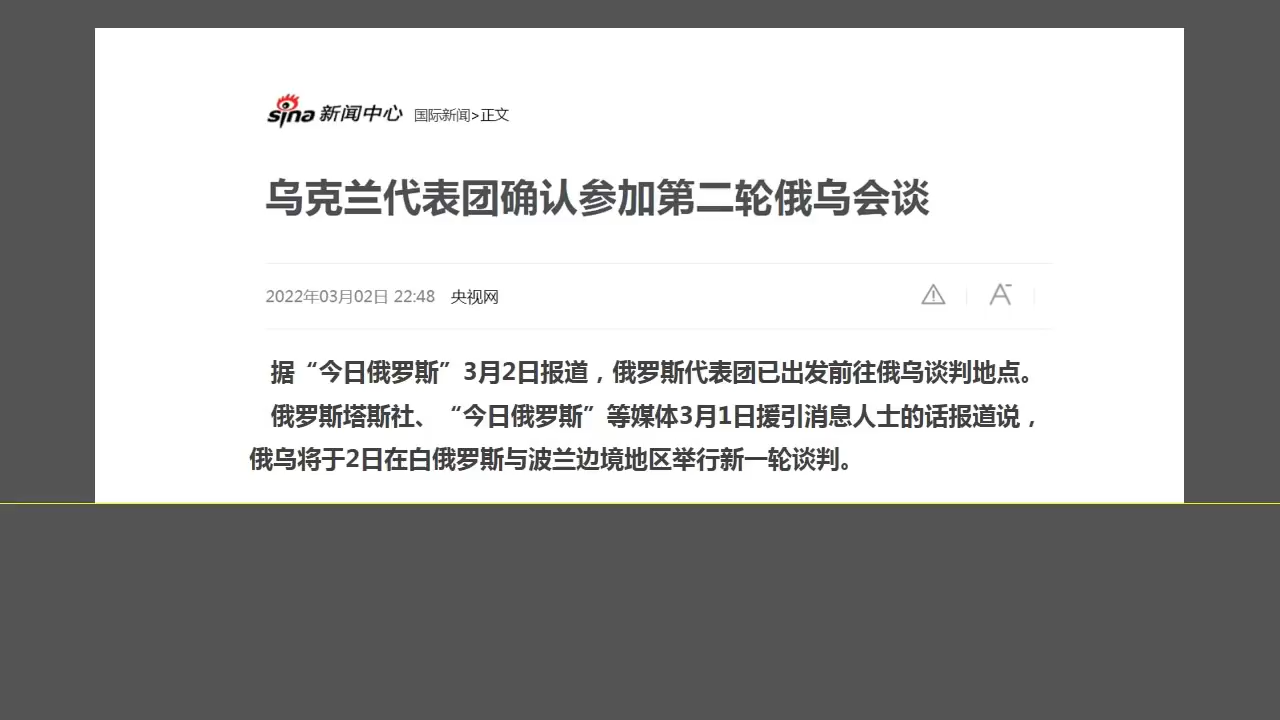 sina 新闻中心 国际新闻>正文
乌克兰代表团确认参加第二轮俄乌会谈
2022年03月02日 22:48 央视网
据“今日俄罗斯”3月2日报道，俄罗斯代表团已出发前往俄乌谈判地点。
俄罗斯塔斯社、“今日俄罗斯”等媒体3月1日援引消息人士的话报道说，
俄乌将于2日在白俄罗斯与波兰边境地区举行新一轮谈判。